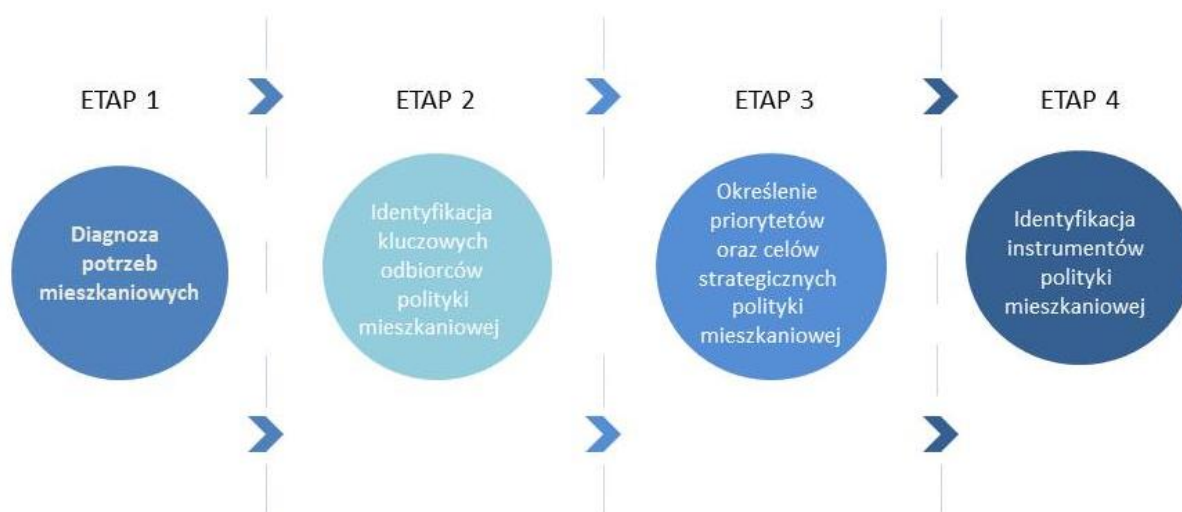 ETAP 1
ETAP 2
ETAP 3
ETAP 4
Diagnoza
potrzeb
mieszkaniowych
Identyfikacja
kluczowych
odbiorców
polityki
mieszkaniowej
Określenie
priorytetów
oraz celów
strategicznych
polityki
mieszkaniowej
Identyfikacja
instrumentów
polityki
mieszkaniowej